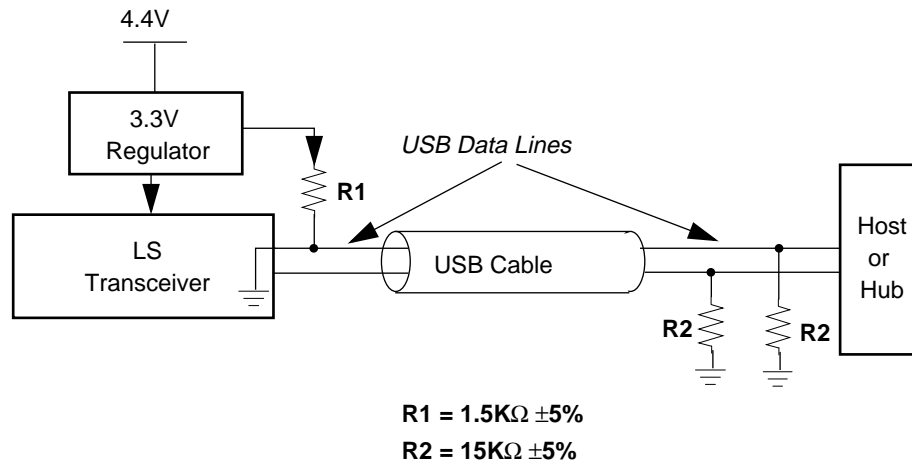 4.4V
3.3V
Regulator
USB Data Lines
R1
LS
Transceiver
USB Cable
Host
or
Hub
R2
R2
R1 = 1.5KΩ ±5%
R2 = 15KΩ ±5%